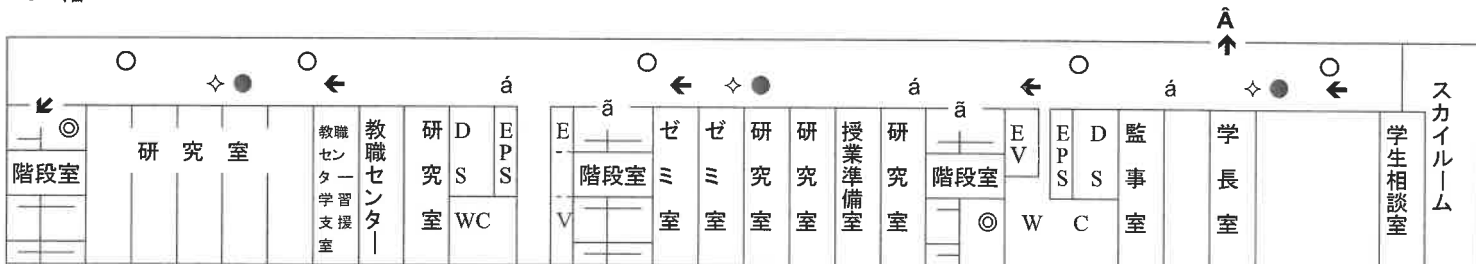 Â
á
á
á
ã
ã
階段室
研究室
教職センター学習支援室
教職センター
研究室
DS
EPS
WC
EV
階段室
ゼミ室
ゼミ室
研究室
研究室
授業準備室
研究室
階段室
EV
EPS
DS
WC
監事室
学長室
学生相談室
スカイルーム